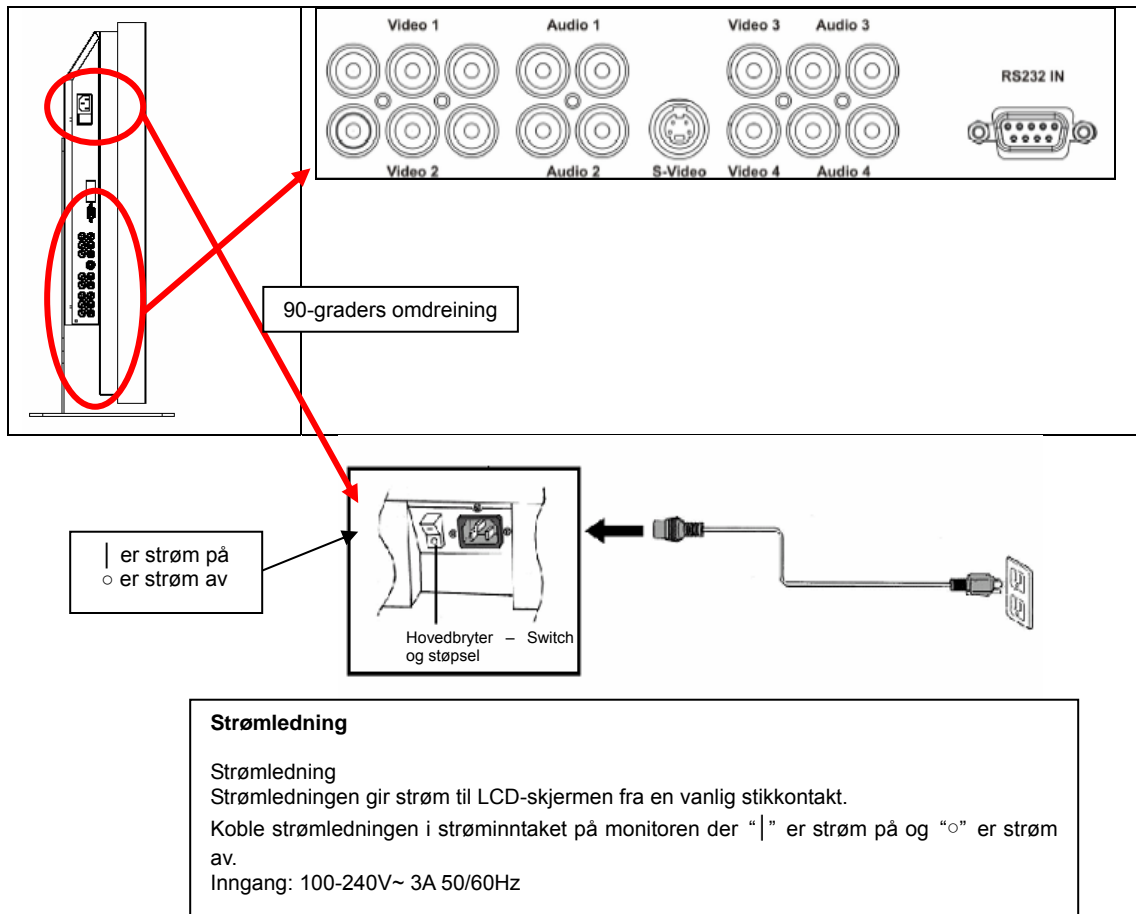 Video 1 Audio 1 Video 3 Audio 3
RS232 IN
Video 2 Audio 2 S-Video Video 4 Audio 4
90-graders omdreining
│ er strøm på
○ er strøm av
Hovedbryter – Switch
og støpsel
Strømledning
Strømledning
Strømledningen gir strøm til LCD-skjermen fra en vanlig stikkontakt.
Koble strømledningen i strøminntaket på monitoren der “│” er strøm på og “○” er strøm
av.
Inngang: 100-240V~ 3A 50/60Hz